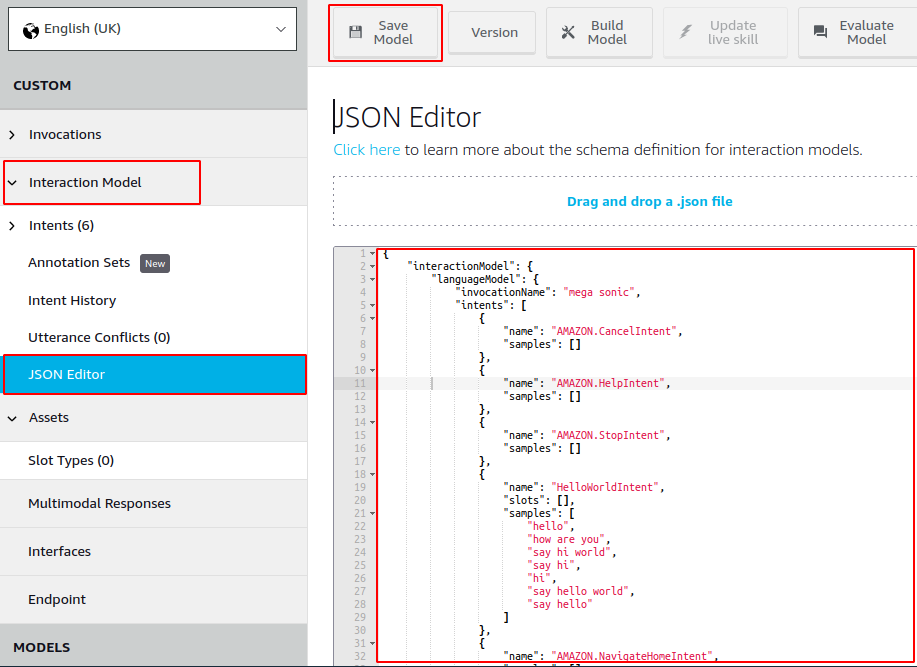 English (UK)
CUSTOM
Invocations
Interaction Model
Intents (6)
Annotation Sets New
Intent History
Utterance Conflicts (0)
JSON Editor
Assets
Slot Types (0)
Multimodal Responses
Interfaces
Endpoint
MODELS
Save
Model
Version
Build
Model
Update
live skill
Evaluate
Model
JSON Editor
Click here to learn more about the schema definition for interaction models.
Drag and drop a .json file
1 {
2 "interactionModel": {
3 "languageModel": {
4 "invocationName": "mega sonic",
5 "intents": [
6 {
7 "name": "AMAZON.CancelIntent",
8 "samples": []
9 },
10 {
11 "name": "AMAZON.HelpIntent",
12 "samples": []
13 },
14 {
15 "name": "AMAZON.StopIntent",
16 "samples": []
17 },
18 {
19 "name": "HelloWorldIntent",
20 "slots": [],
21 "samples": [
22 "hello",
23 "how are you",
24 "say hi world",
25 "say hi",
26 "hi",
27 "say hello world",
28 "say hello"
29 ]
30 },
31 {
32 "name": "AMAZON.NavigateHomeIntent",